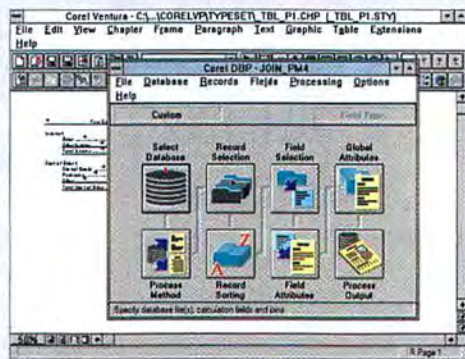 Corel Ventura - C:\...\CORELVP\TYPESET\_TBL_P1.CHP [_TBL_P1.STY]
File Edit View Chapter Frame Paragraph Text Graphic Table Extensions
Help
Corel DBP - JOIN_PM4
File Database Records Fields Processing Options
Help
Custom
Select Database
Record Selection
Field Selection
Global Attributes
Process Method
Record Sorting
Field Attributes
Process Output
A
Z
Specify database file(s), calculation fields and joins
50%
R Page 1